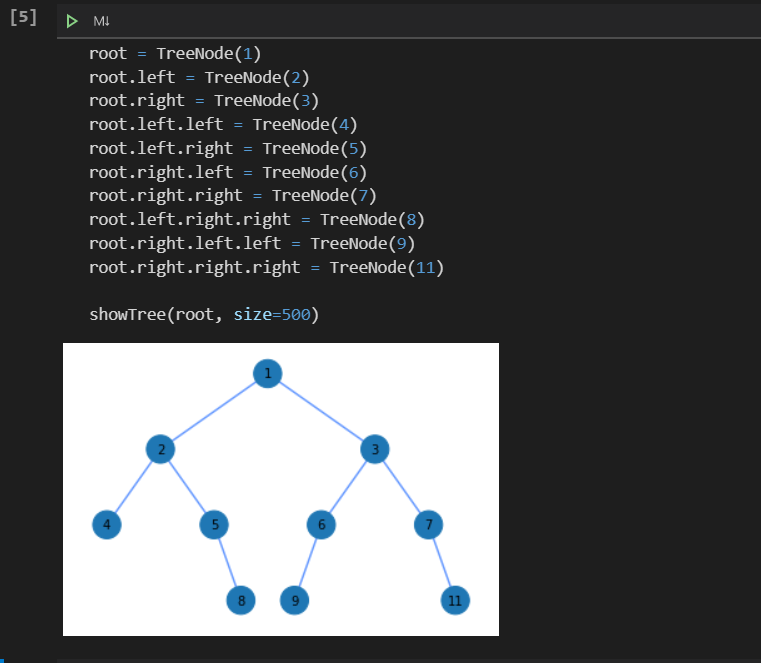 [5]
M↓
root = TreeNode(1)
root.left = TreeNode(2)
root.right = TreeNode(3)
root.left.left = TreeNode(4)
root.left.right = TreeNode(5)
root.right.left = TreeNode(6)
root.right.right = TreeNode(7)
root.left.right.right = TreeNode(8)
root.right.left.left = TreeNode(9)
root.right.right.right = TreeNode(11)
showTree(root, size=500)
1
2 3
4 5 6 7
8 9 11